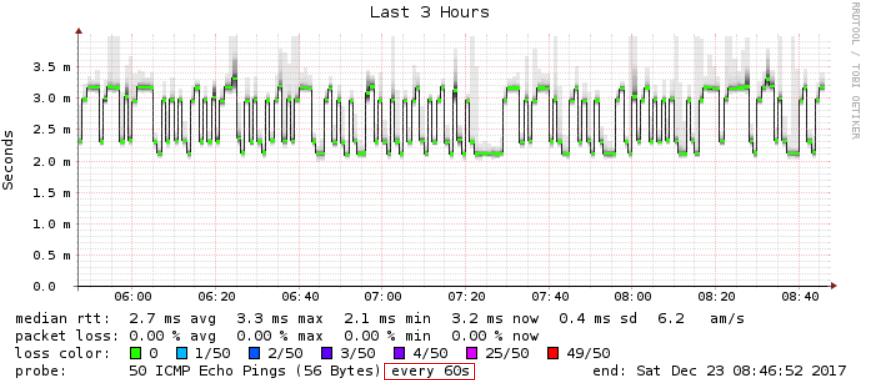 Last 3 Hours
RRDTOOL / TOBI OETIKER
Seconds
3.5 m
3.0 m
2.5 m
2.0 m
1.5 m
1.0 m
0.5 m
0.0
06:00 06:20 06:40 07:00 07:20 07:40 08:00 08:20 08:40
median rtt: 2.7 ms avg 3.3 ms max 2.1 ms min 3.2 ms now 0.4 ms sd 6.2 am/s
packet loss: 0.00 % avg 0.00 % max 0.00 % min 0.00 % now
loss color: 0 1/50 2/50 3/50 4/50 25/50 49/50
probe: 50 ICMP Echo Pings (56 Bytes) every 60s end: Sat Dec 23 08:46:52 2017